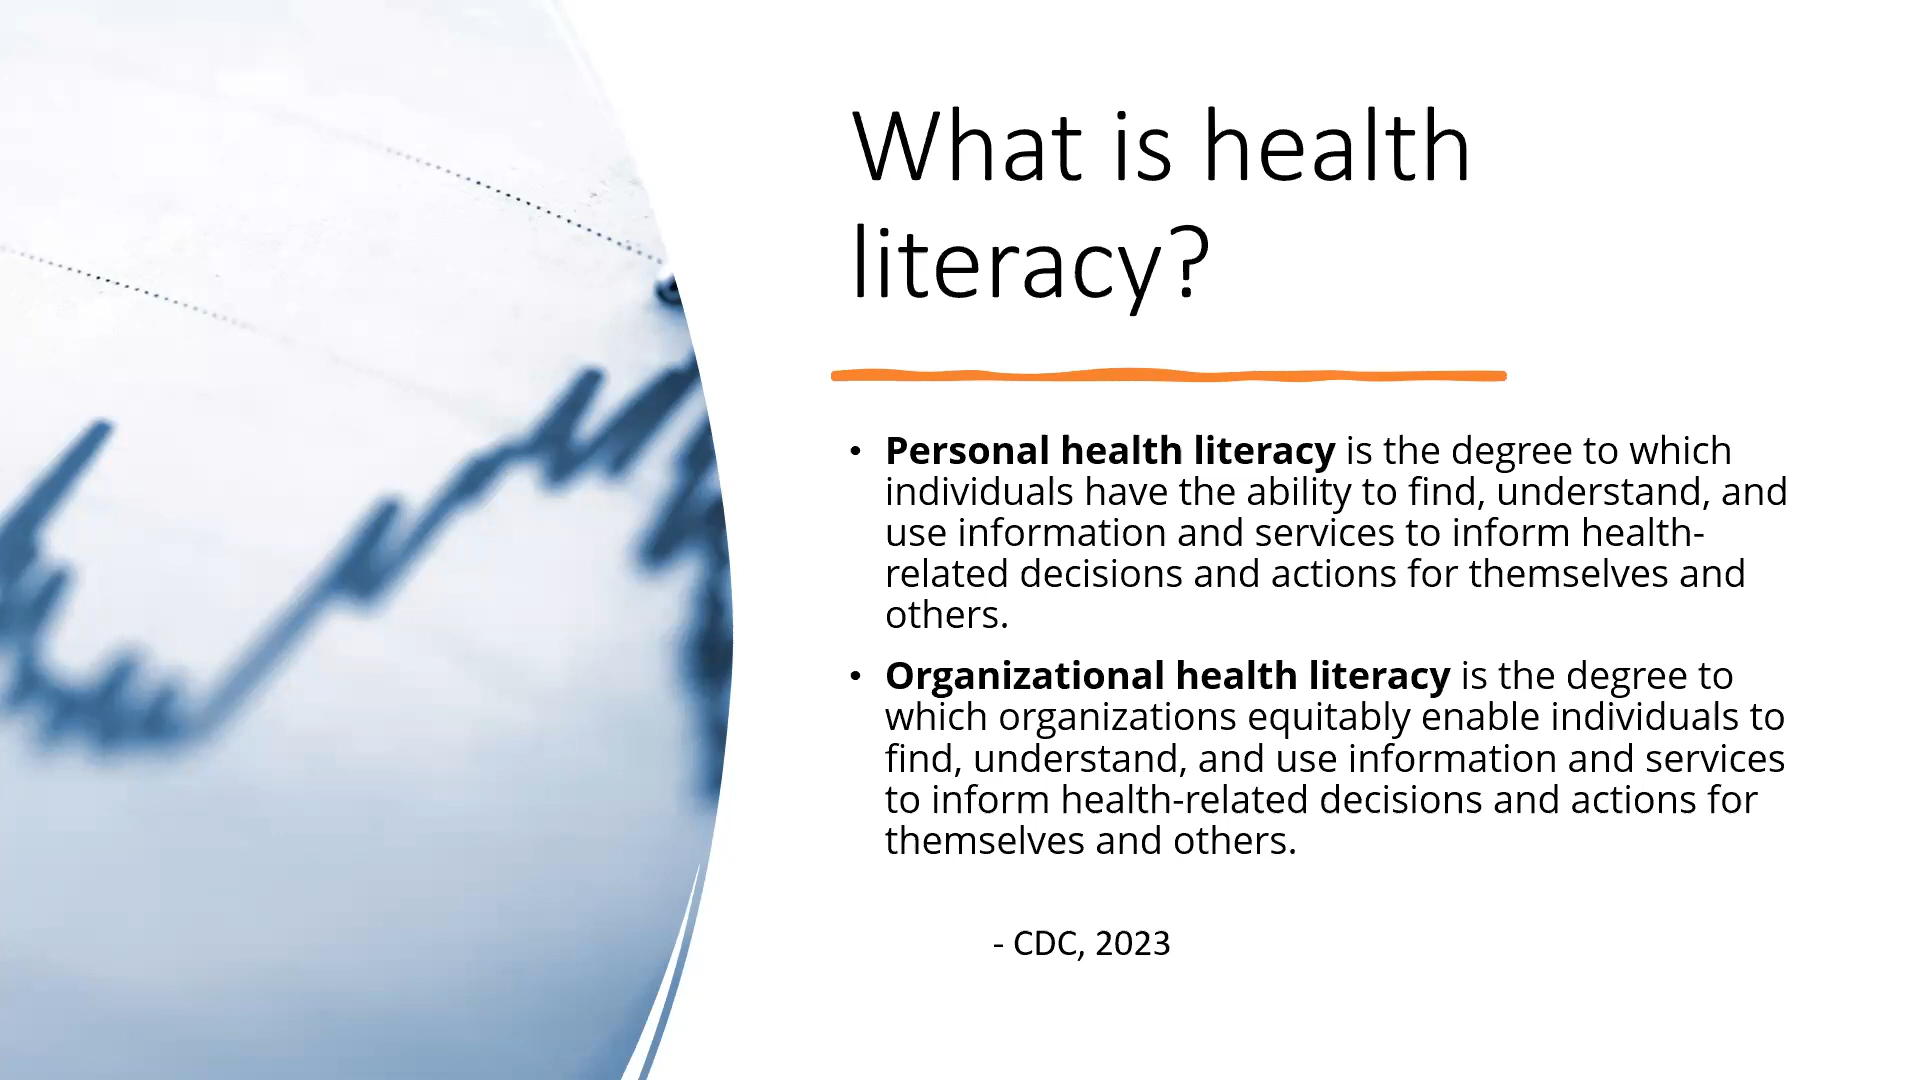 What is health
literacy?
• Personal health literacy is the degree to which
individuals have the ability to find, understand, and
use information and services to inform health-
related decisions and actions for themselves and
others.
• Organizational health literacy is the degree to
which organizations equitably enable individuals to
find, understand, and use information and services
to inform health-related decisions and actions for
themselves and others.
- CDC, 2023